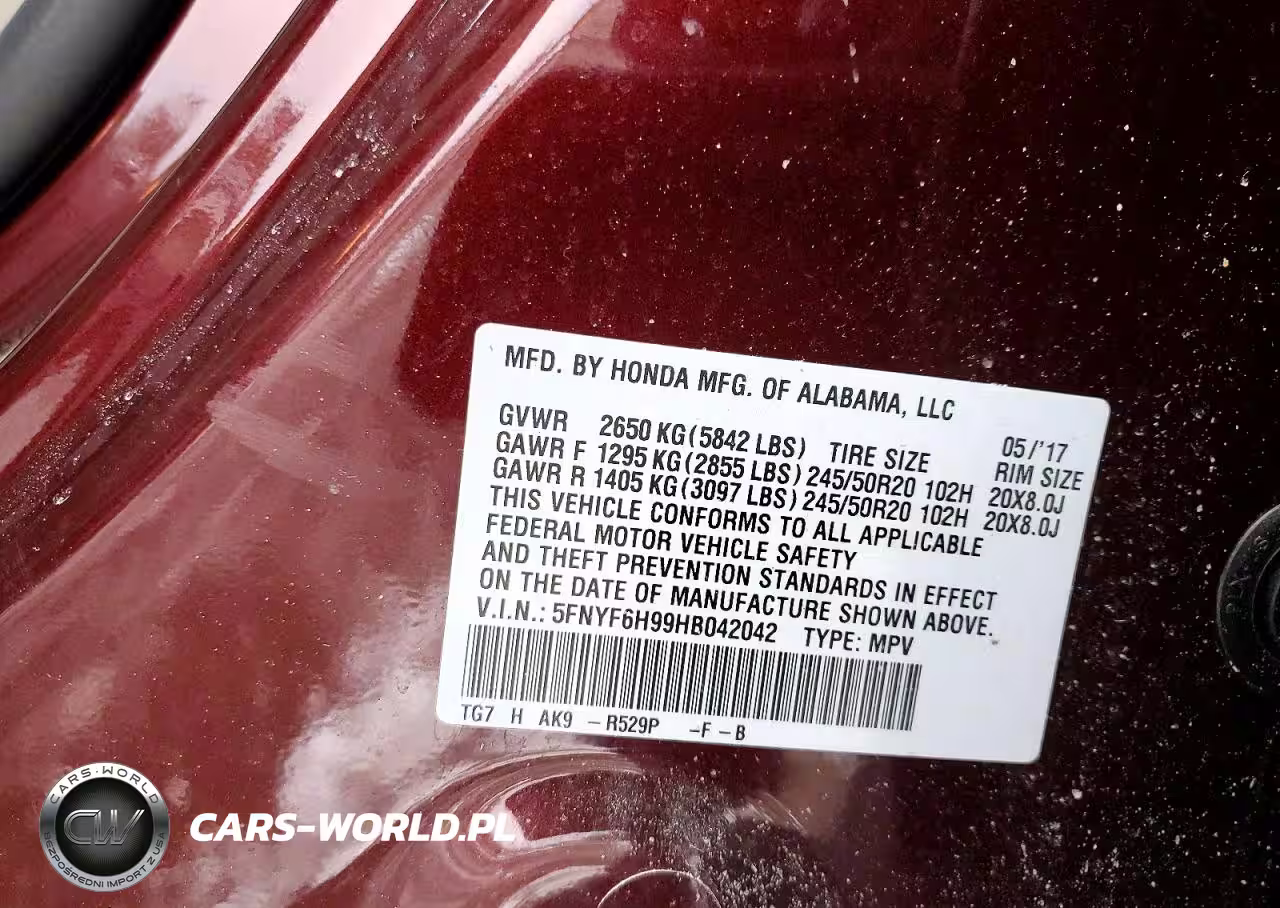 MFD. BY HONDA MFG. OF ALABAMA, LLC
05/'17
GVWR 2650 KG(5842 LBS) TIRE SIZE RIM SIZE
GAWR F 1295 KG(2855 LBS) 245/50R20 102H 20X8.0J
GAWR R 1405 KG(3097 LBS) 245/50R20 102H 20X8.0J
THIS VEHICLE CONFORMS TO ALL APPLICABLE
FEDERAL MOTOR VEHICLE SAFETY
AND THEFT PREVENTION STANDARDS IN EFFECT
ON THE DATE OF MANUFACTURE SHOWN ABOVE.
V.I.N.: 5FNYF6H99HB042042 TYPE: MPV
TG7 H AK9 -R529P -F -B
CARS-WORLD
CW
BEZPOŚREDNI IMPORT Z USA
CARS-WORLD.PL